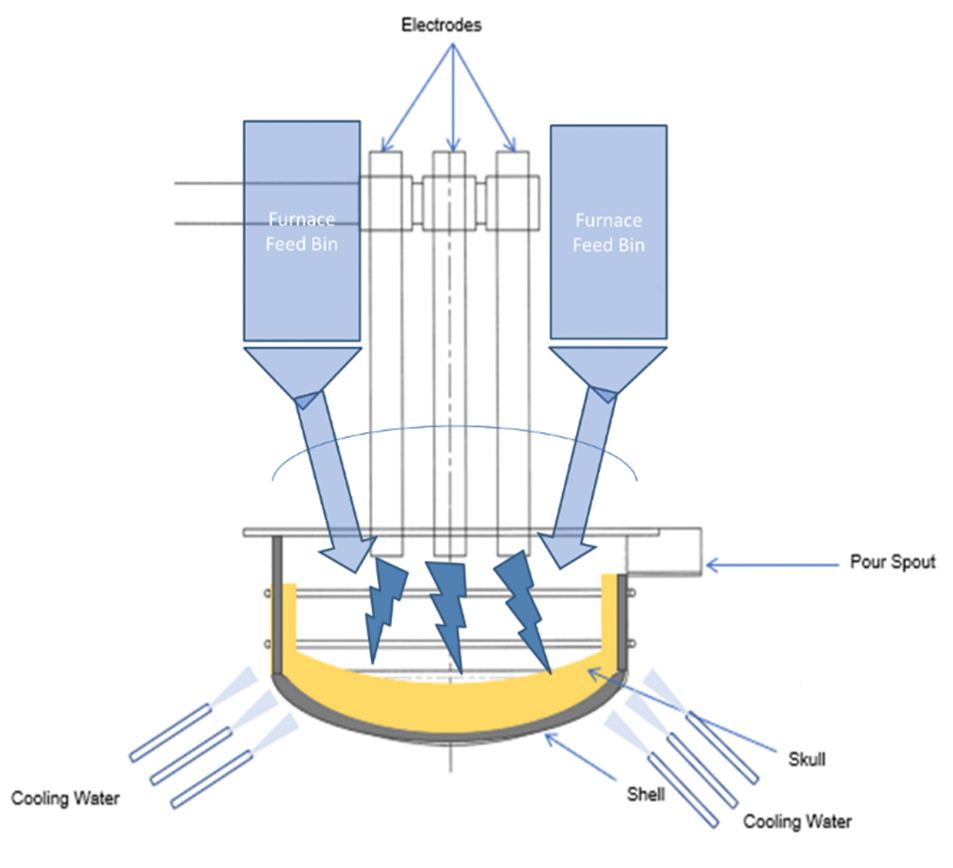 Electrodes
Furnace
Feed Bin
Furnace
Feed Bin
Pour Spout
Skull
Shell
Cooling Water
Cooling Water